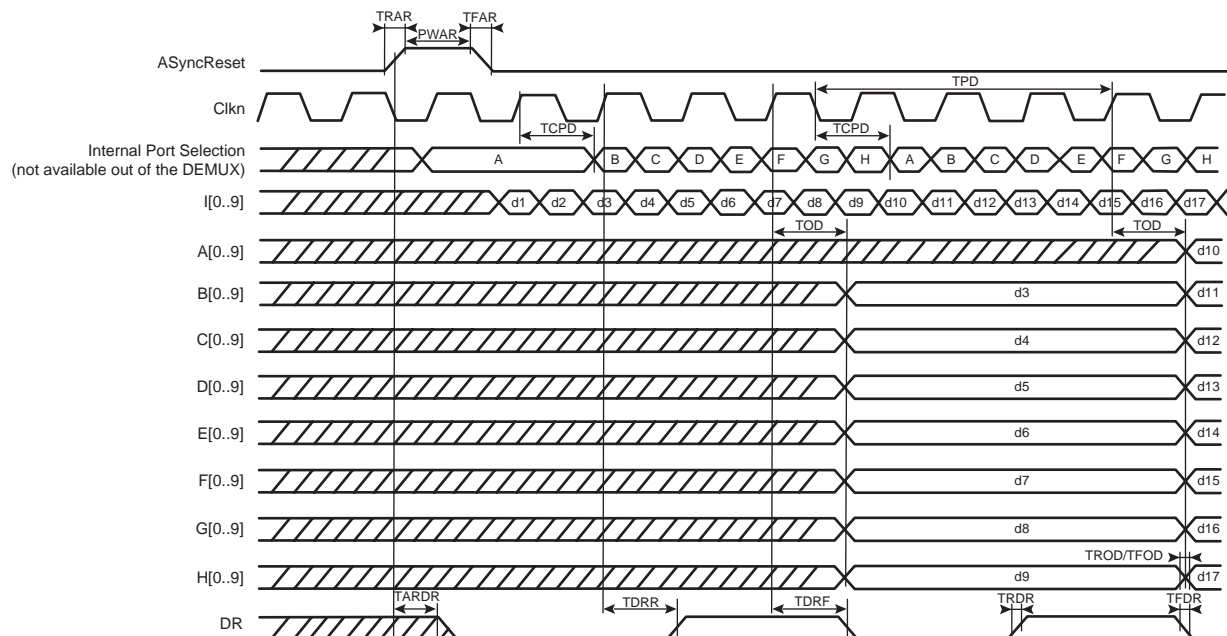 TRAR TFAR
PWAR
ASyncReset
TPD
Clkn
TCPD TCPD
Internal Port Selection
(not available out of the DEMUX)
A B C D E F G H A B C D E F G H
I[0..9] d1 d2 d3 d4 d5 d6 d7 d8 d9 d10 d11 d12 d13 d14 d15 d16 d17
TOD TOD
A[0..9] d10
B[0..9] d3 d11
C[0..9] d4 d12
D[0..9] d5 d13
E[0..9] d6 d14
F[0..9] d7 d15
G[0..9] d8 d16
TROD/TFOD
H[0..9] d9 d17
TARDR TDRR TDRF TRDR TFDR
DR